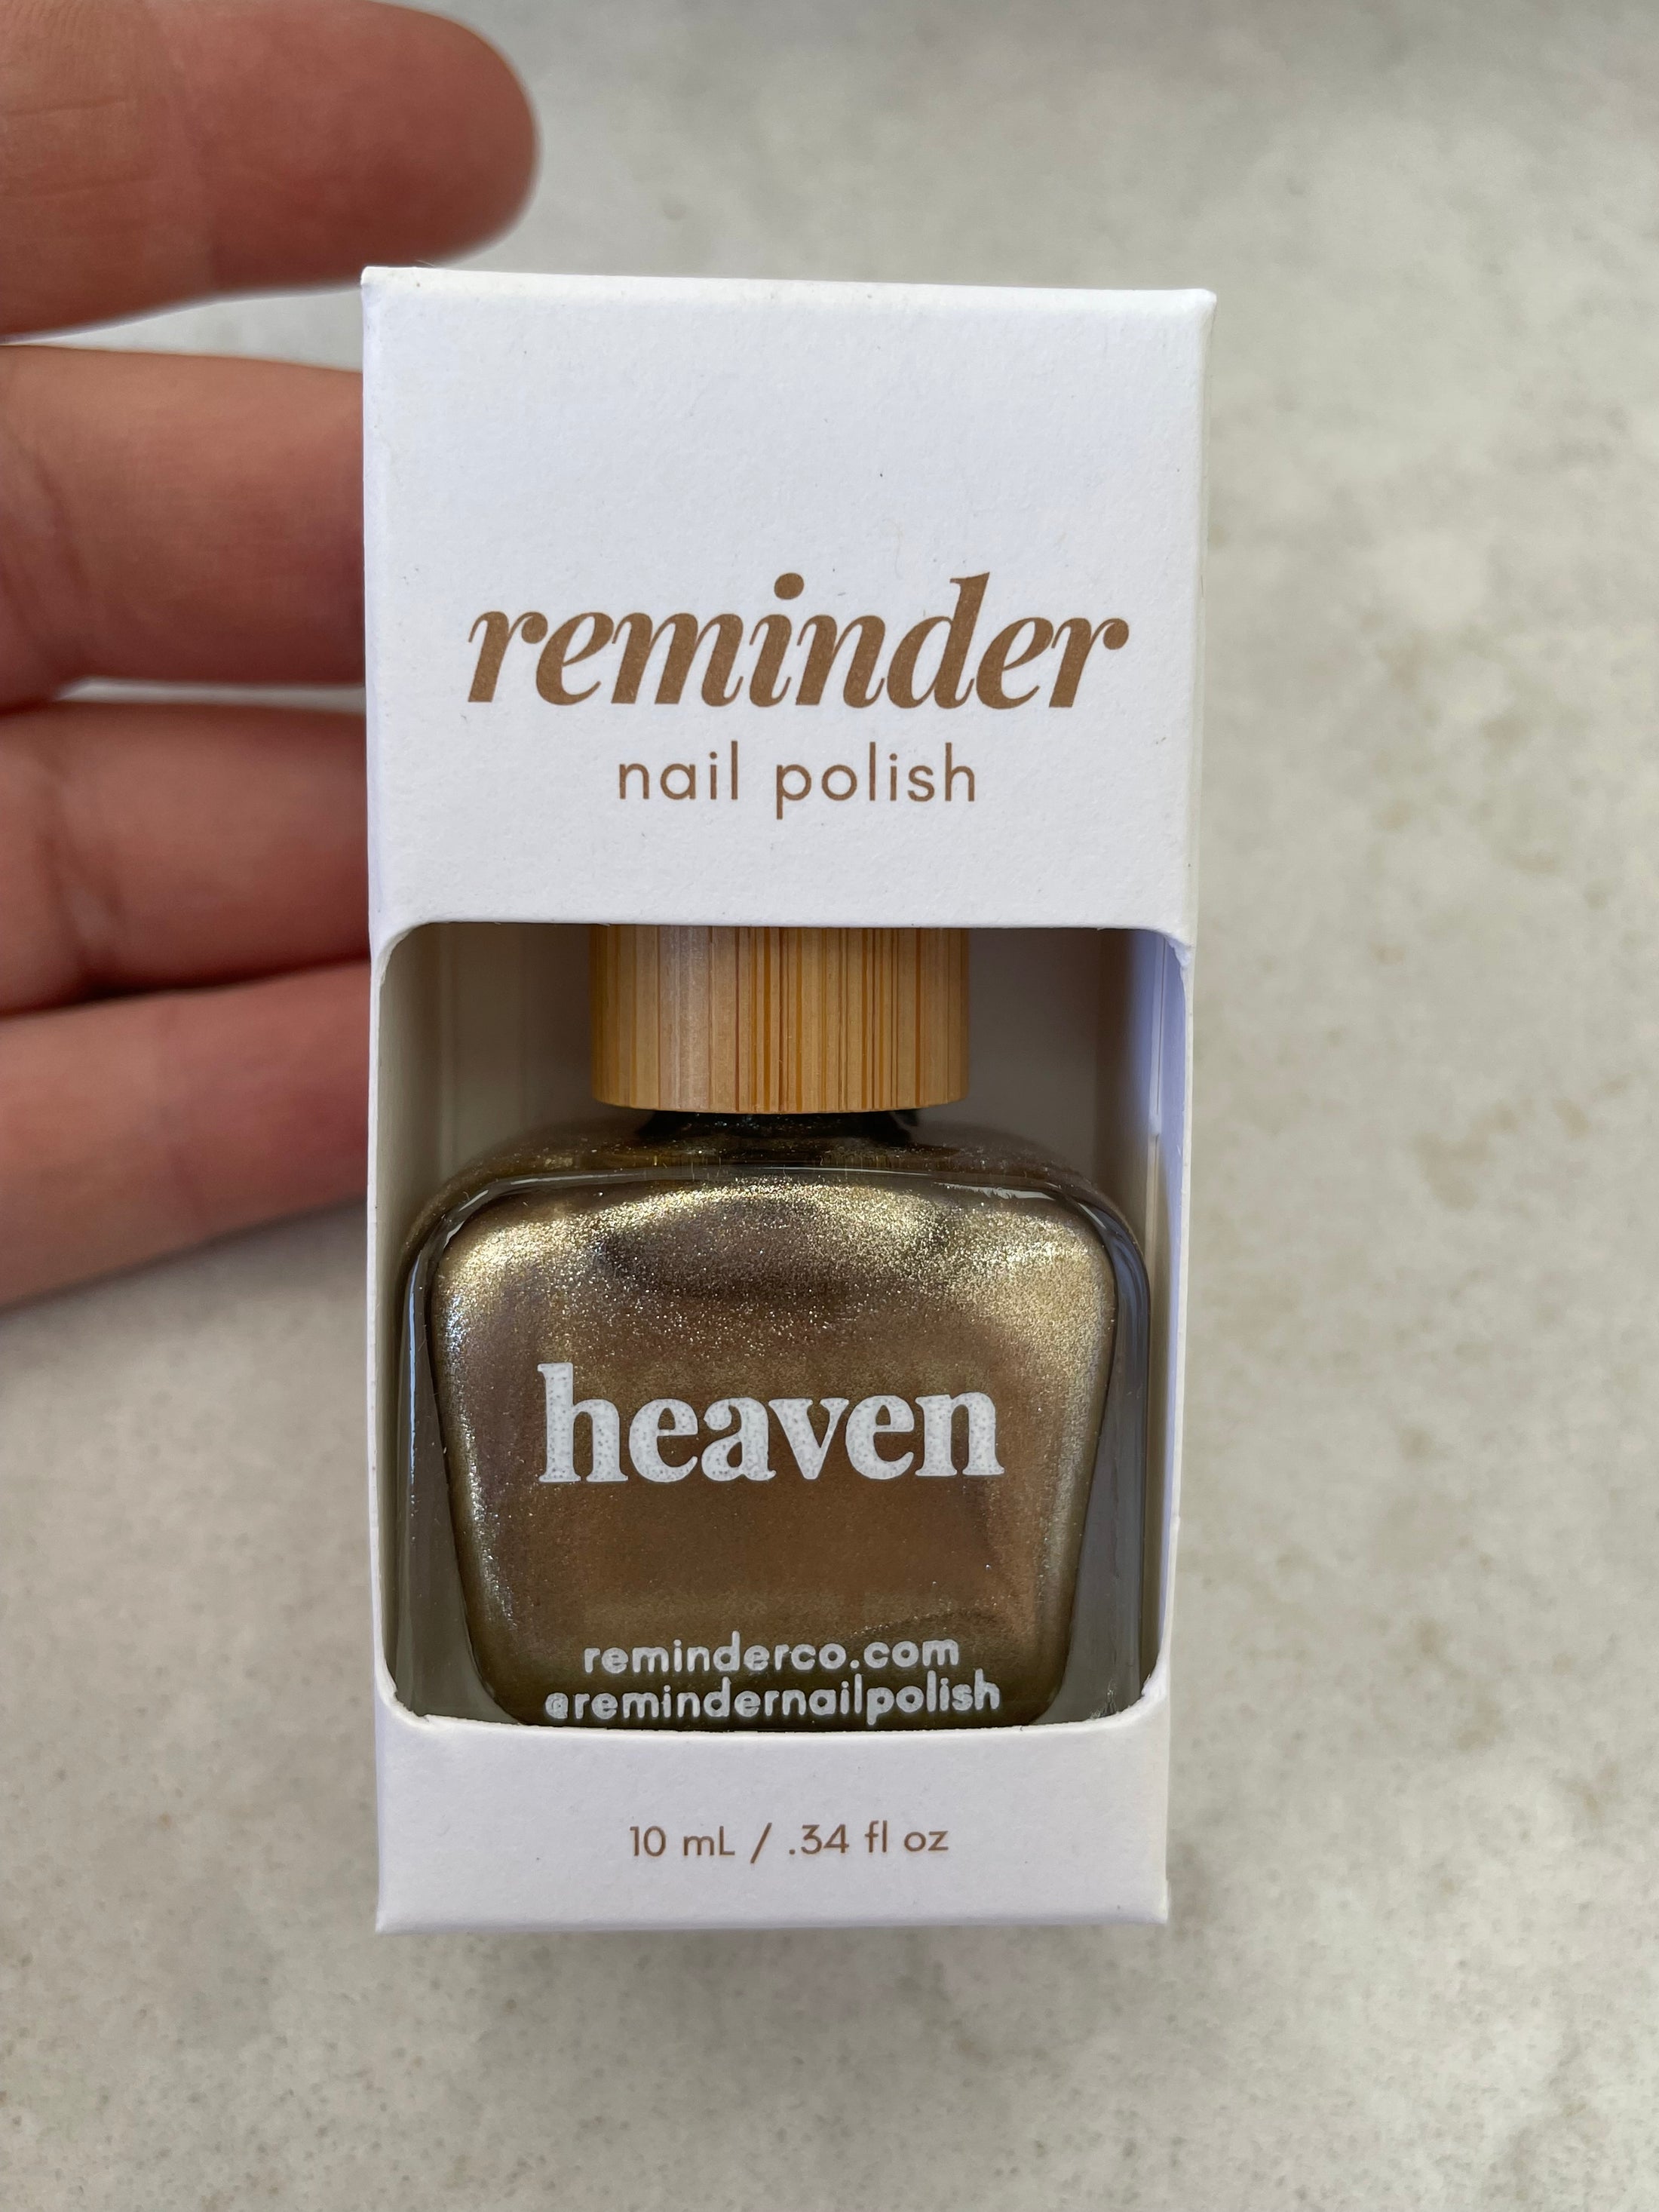 reminder
nail polish
heaven
reminderco.com
@remindernailpolish
10 mL / .34 fl oz